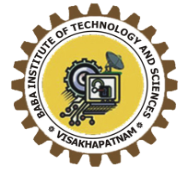 BABA INSTITUTE OF TECHNOLOGY AND SCIENCES
* VISAKHAPATNAM *